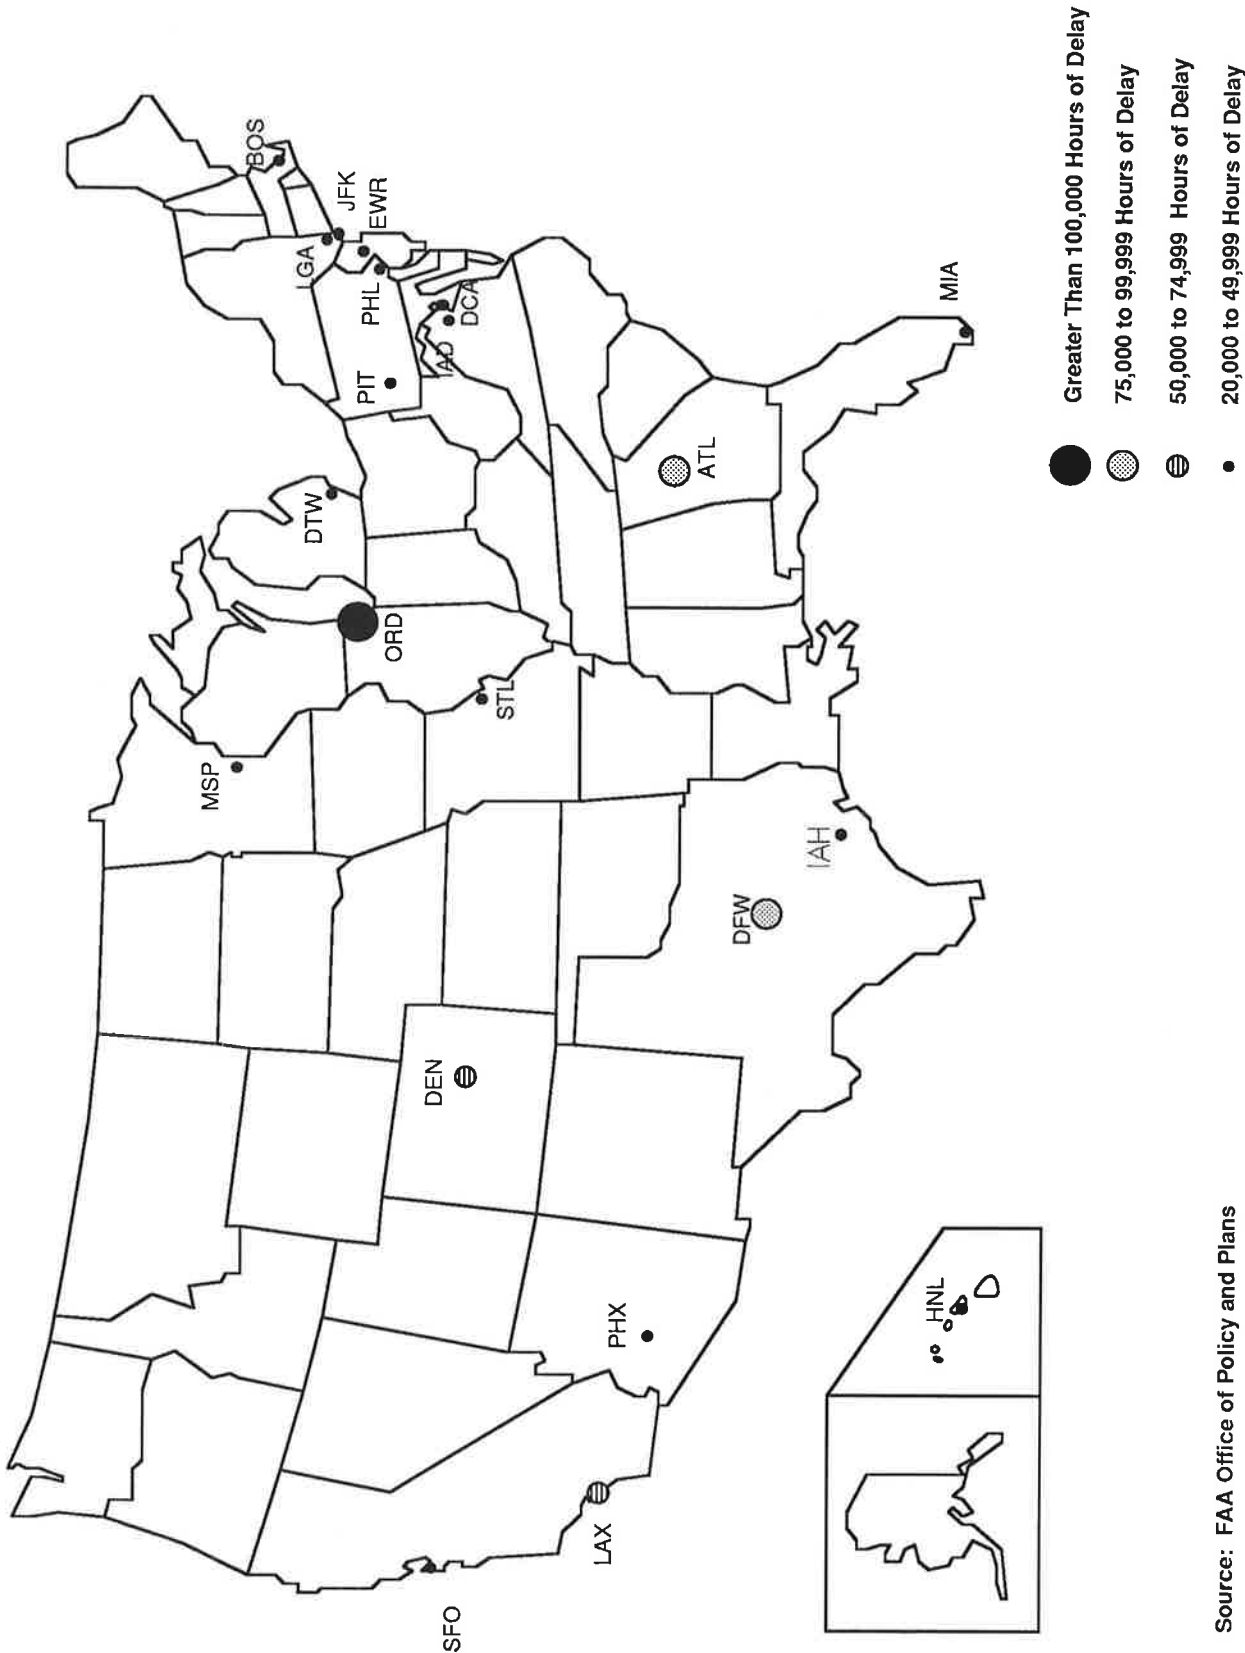 BOS
JFK
EWR
LGA
PHL
DCA
IAD
PIT
DTW
ORD
STL
MSP
ATL
MIA
IAH
DFW
DEN
PHX
LAX
SFO
HNL
Greater Than 100,000 Hours of Delay
75,000 to 99,999 Hours of Delay
50,000 to 74,999 Hours of Delay
20,000 to 49,999 Hours of Delay
Source: FAA Office of Policy and Plans